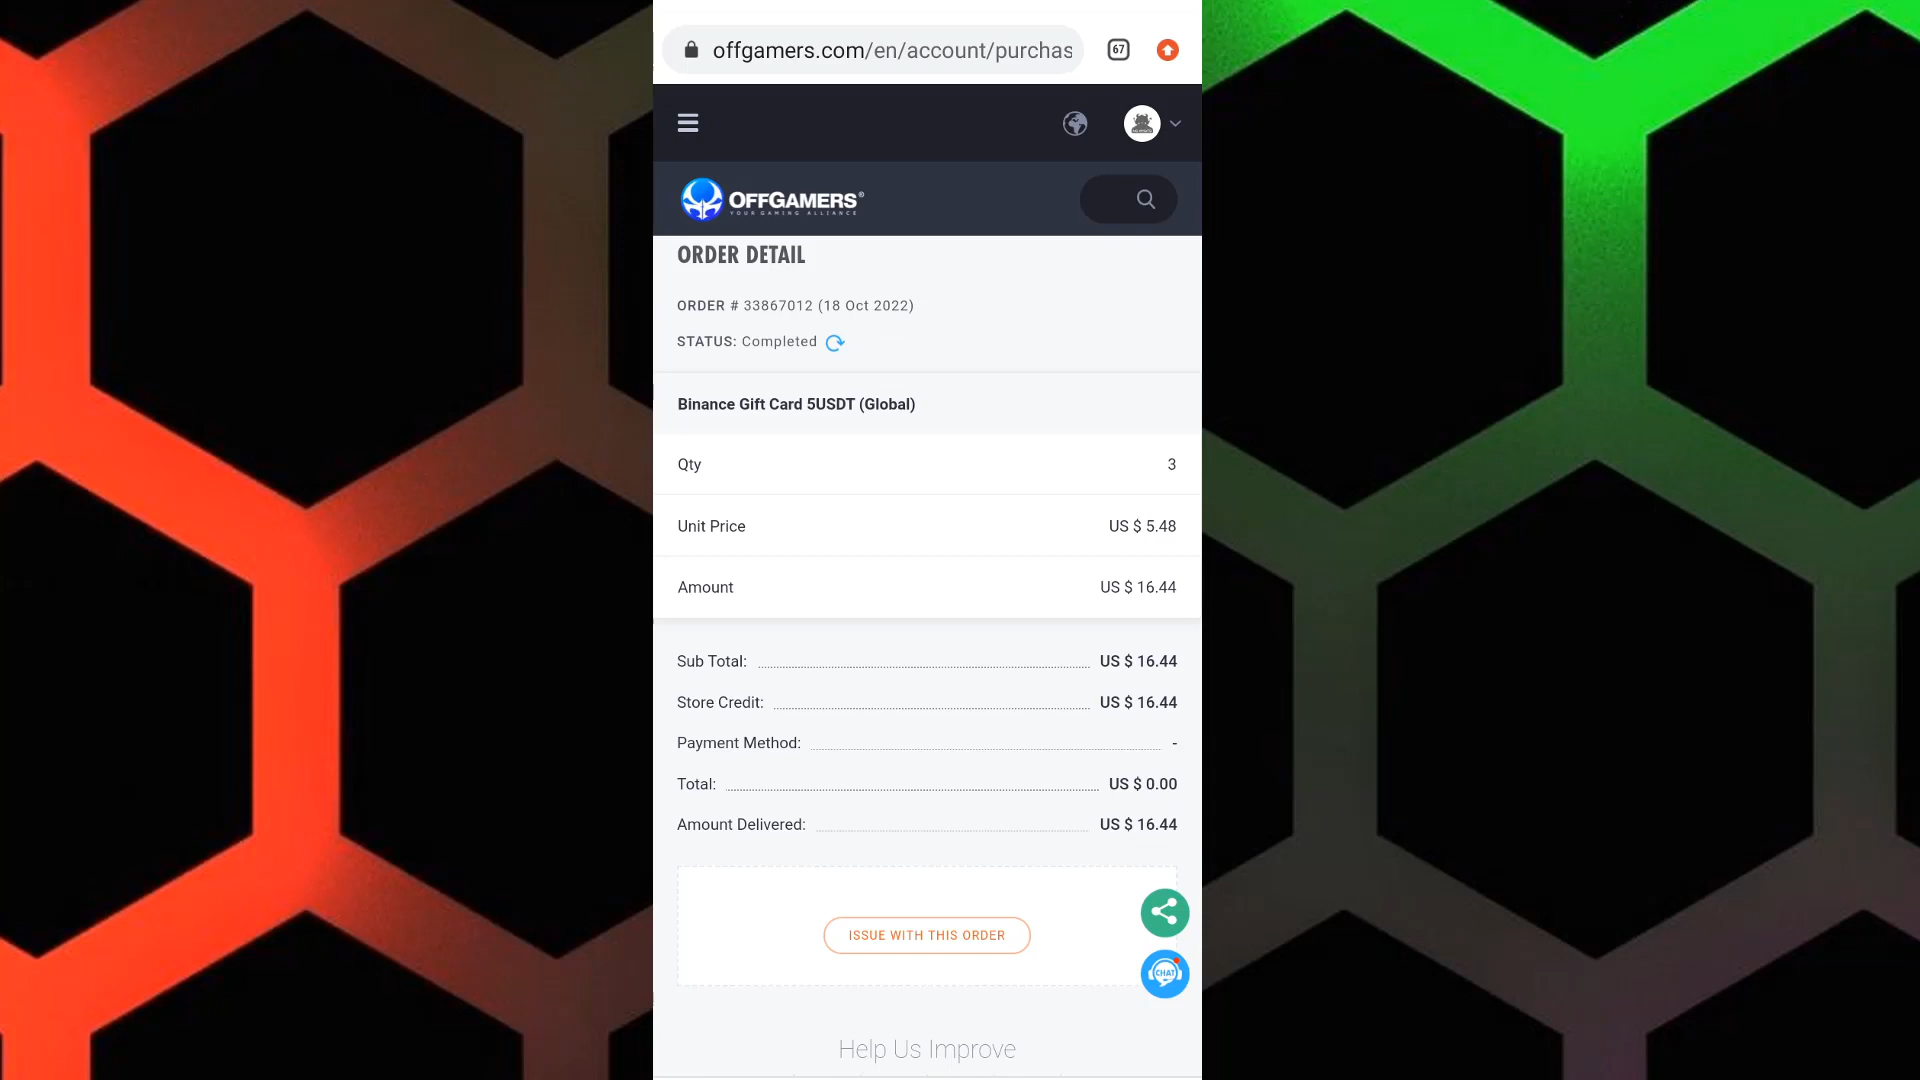 offgamers.com/en/account/purchas
67
OFFGAMERS®
YOUR GAMING ALLIANCE
ORDER DETAIL
ORDER # 33867012 (18 Oct 2022)
STATUS: Completed
Binance Gift Card 5USDT (Global)
Qty 3
Unit Price US $ 5.48
Amount US $ 16.44
Sub Total: US $ 16.44
Store Credit: US $ 16.44
Payment Method: -
Total: US $ 0.00
Amount Delivered: US $ 16.44
ISSUE WITH THIS ORDER
CHAT
Help Us Improve